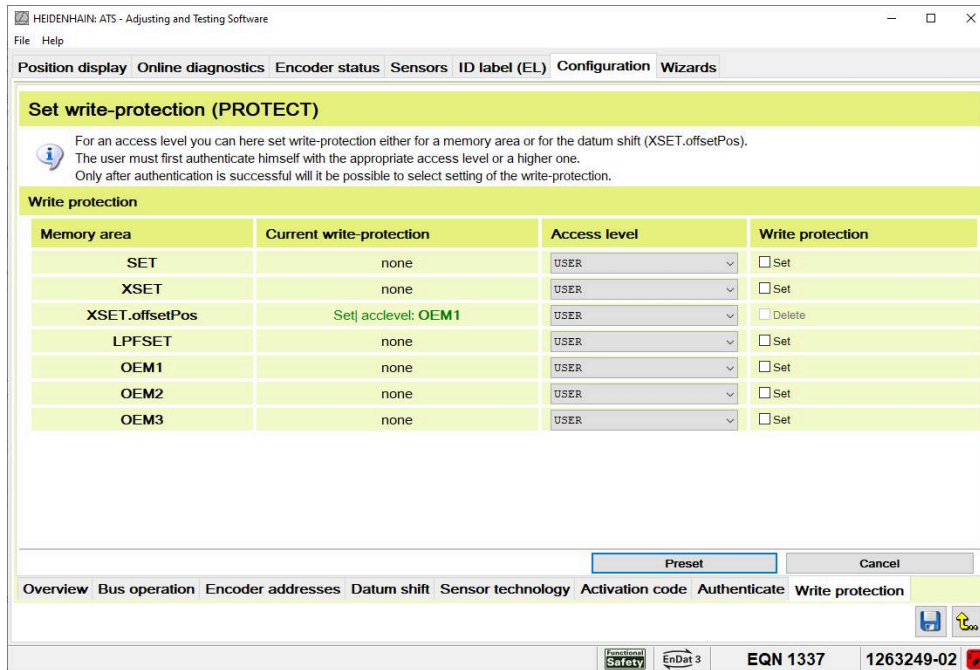 HEIDENHAIN: ATS - Adjusting and Testing Software
File Help
Position display Online diagnostics Encoder status Sensors ID label (EL) Configuration Wizards
Set write-protection (PROTECT)
For an access level you can here set write-protection either for a memory area or for the datum shift (XSET.offsetPos).
The user must first authenticate himself with the appropriate access level or a higher one.
Only after authentication is successful will it be possible to select setting of the write-protection.
Write protection
Memory area Current write-protection Access level Write protection
SET none USER Set
XSET none USER Set
XSET.offsetPos Set| acclevel: OEM1 USER Delete
LPFSET none USER Set
OEM1 none USER Set
OEM2 none USER Set
OEM3 none USER Set
Preset Cancel
Overview Bus operation Encoder addresses Datum shift Sensor technology Activation code Authenticate Write protection
Functional Safety EnDat 3 EQN 1337 1263249-02